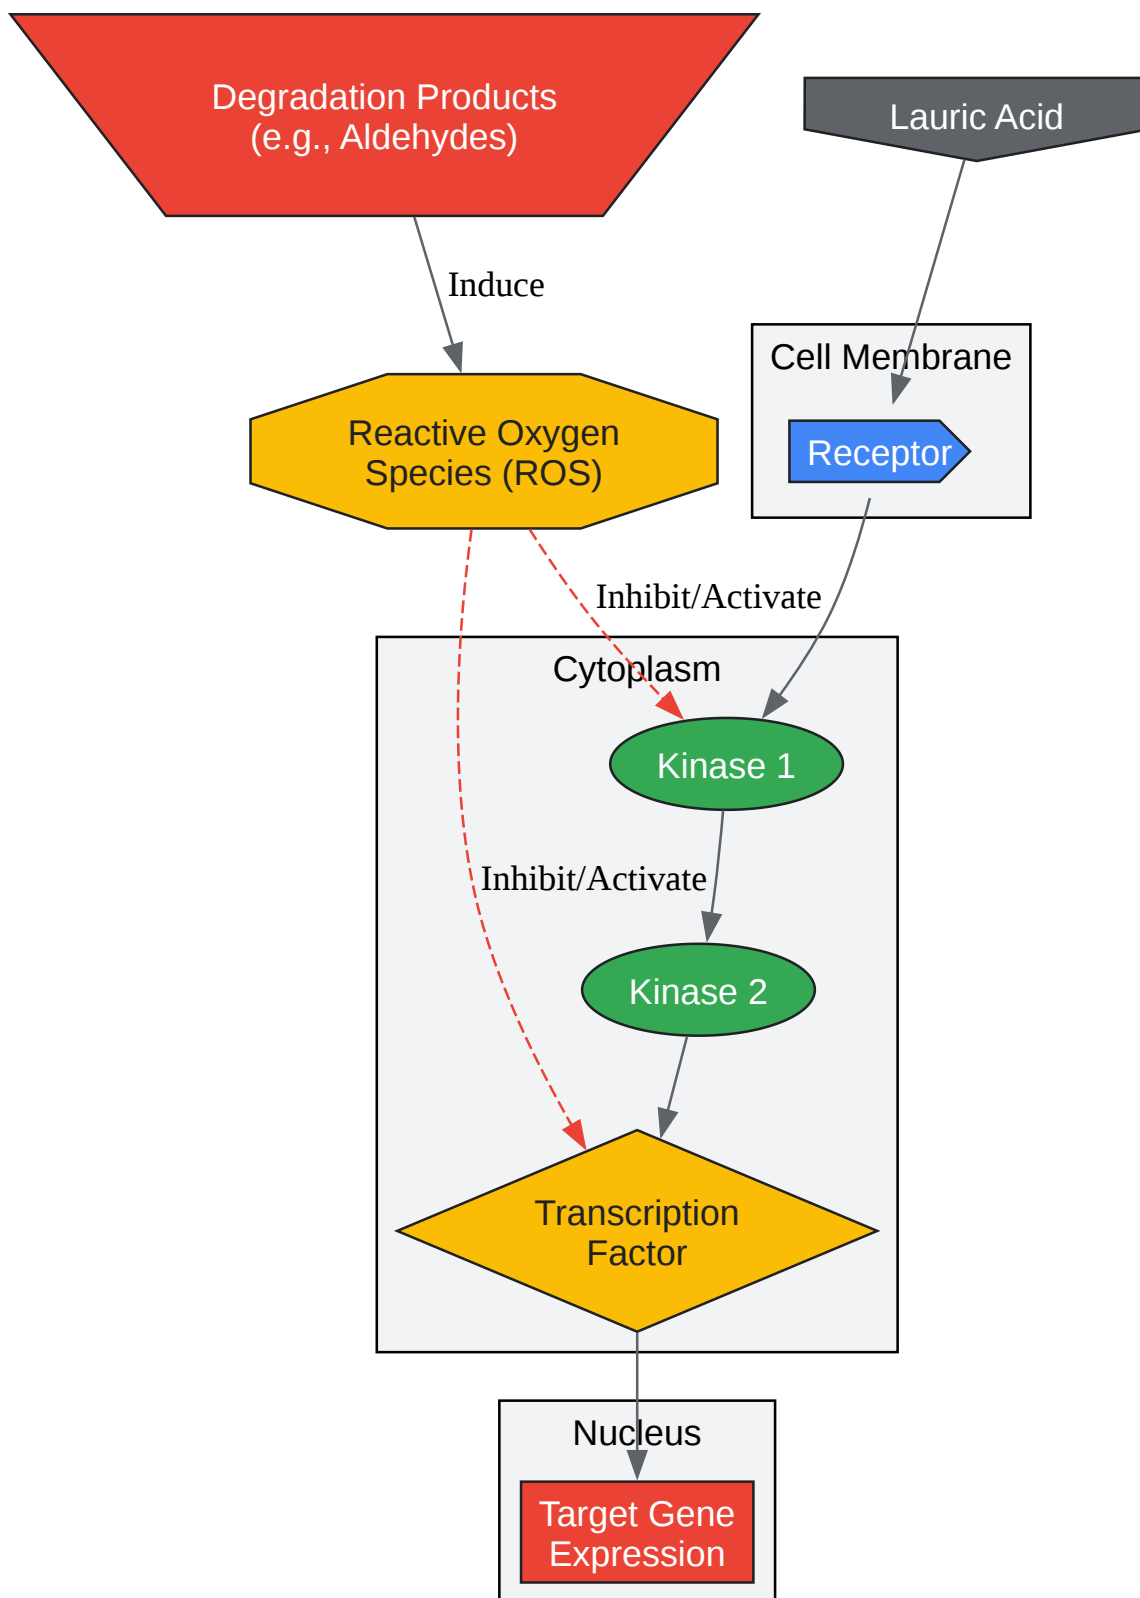 Degradation Products
(e.g., Aldehydes)
Lauric Acid
Induce
Cell Membrane
Reactive Oxygen
Species (ROS)
Receptor
Inhibit/Activate
Cytoplasm
Kinase 1
Inhibit/Activate
Kinase 2
Transcription
Factor
Nucleus
Target Gene
Expression